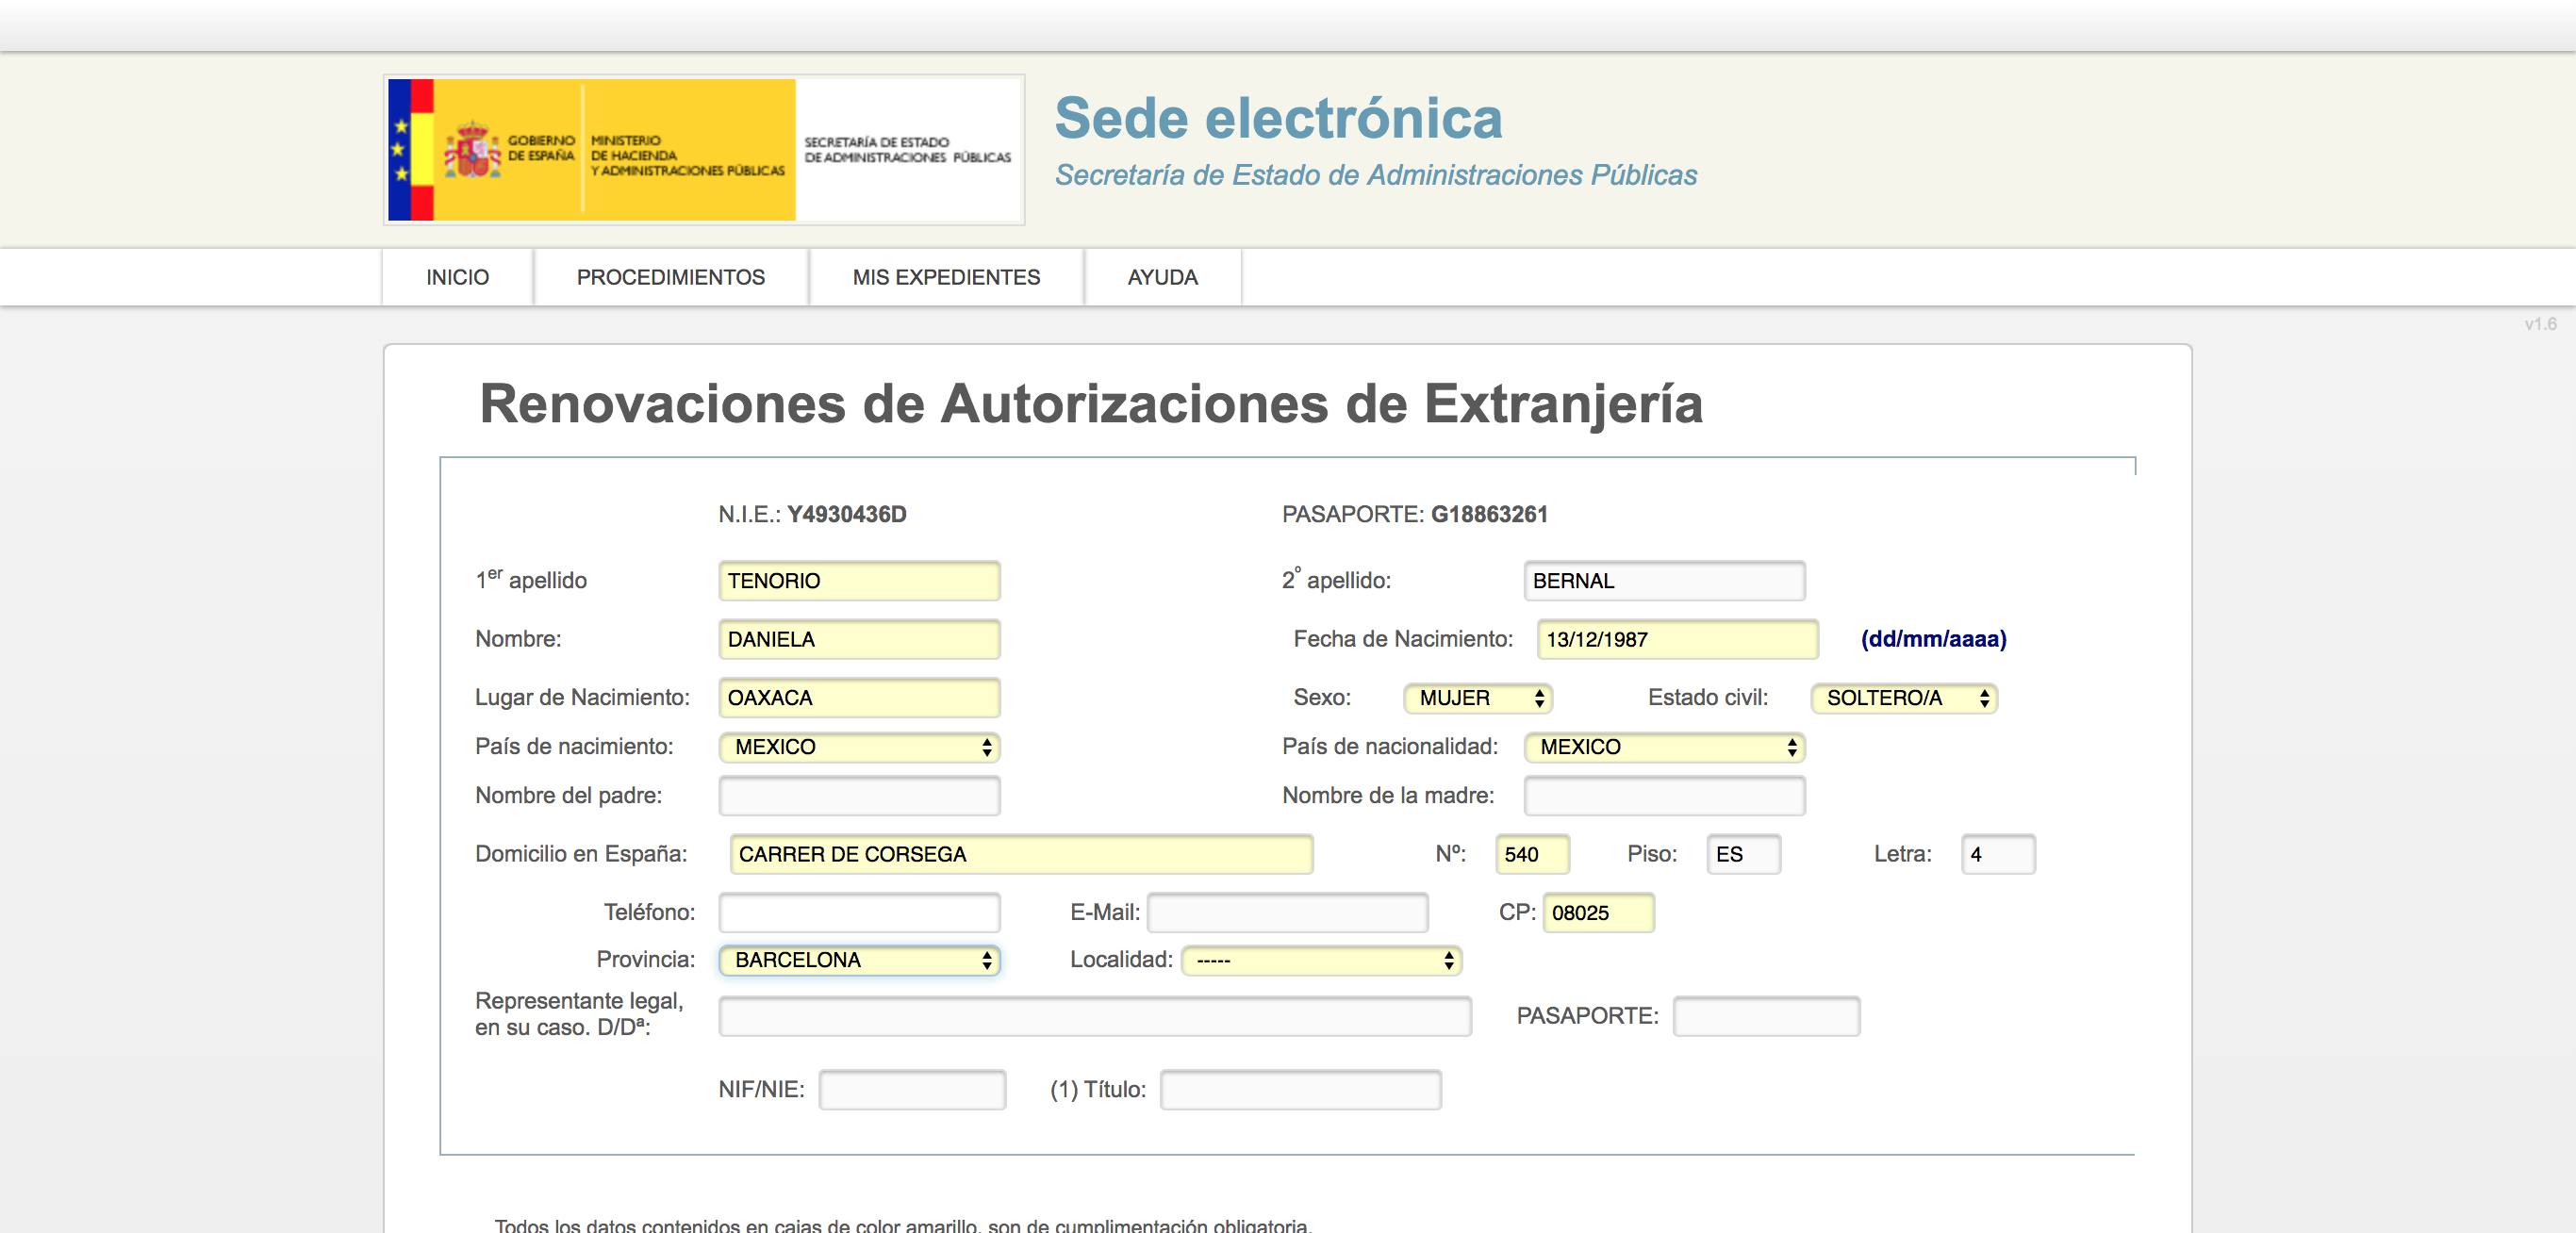 GOBIERNO DE ESPAÑA
MINISTERIO DE HACIENDA Y ADMINISTRACIONES PÚBLICAS
SECRETARÍA DE ESTADO DE ADMINISTRACIONES PÚBLICAS
Sede electrónica
Secretaría de Estado de Administraciones Públicas
INICIO PROCEDIMIENTOS MIS EXPEDIENTES AYUDA
v1.6
Renovaciones de Autorizaciones de Extranjería
N.I.E.: Y4930436D PASAPORTE: G18863261
1er apellido TENORIO 2º apellido: BERNAL
Nombre: DANIELA Fecha de Nacimiento: 13/12/1987 (dd/mm/aaaa)
Lugar de Nacimiento: OAXACA Sexo: MUJER Estado civil: SOLTERO/A
País de nacimiento: MEXICO País de nacionalidad: MEXICO
Nombre del padre: Nombre de la madre:
Domicilio en España: CARRER DE CORSEGA Nº: 540 Piso: ES Letra: 4
Teléfono: E-Mail: CP: 08025
Provincia: BARCELONA Localidad: -----
Representante legal,
en su caso. D/Dª: PASAPORTE:
NIF/NIE: (1) Título:
Todos los datos contenidos en cajas de color amarillo, son de cumplimentación obligatoria.